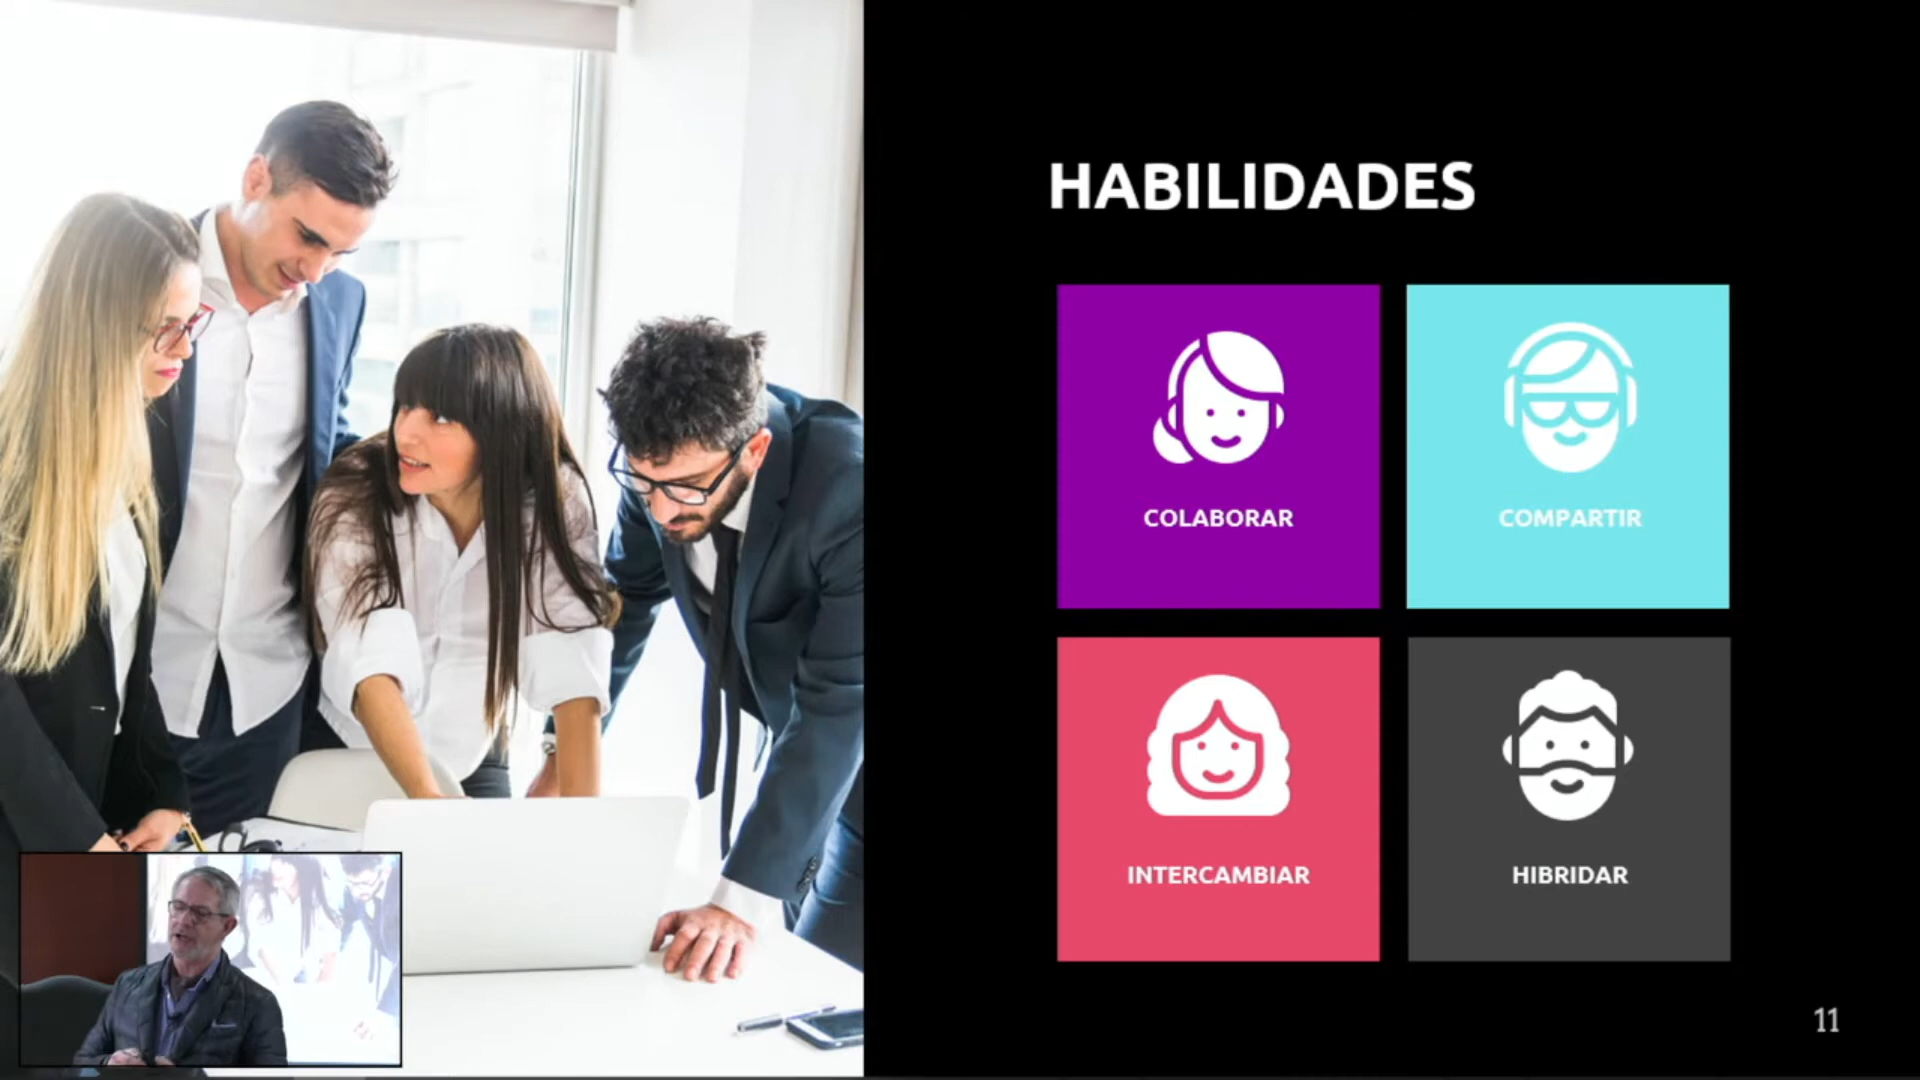 HABILIDADES
COLABORAR
COMPARTIR
INTERCAMBIAR
HIBRIDAR
11